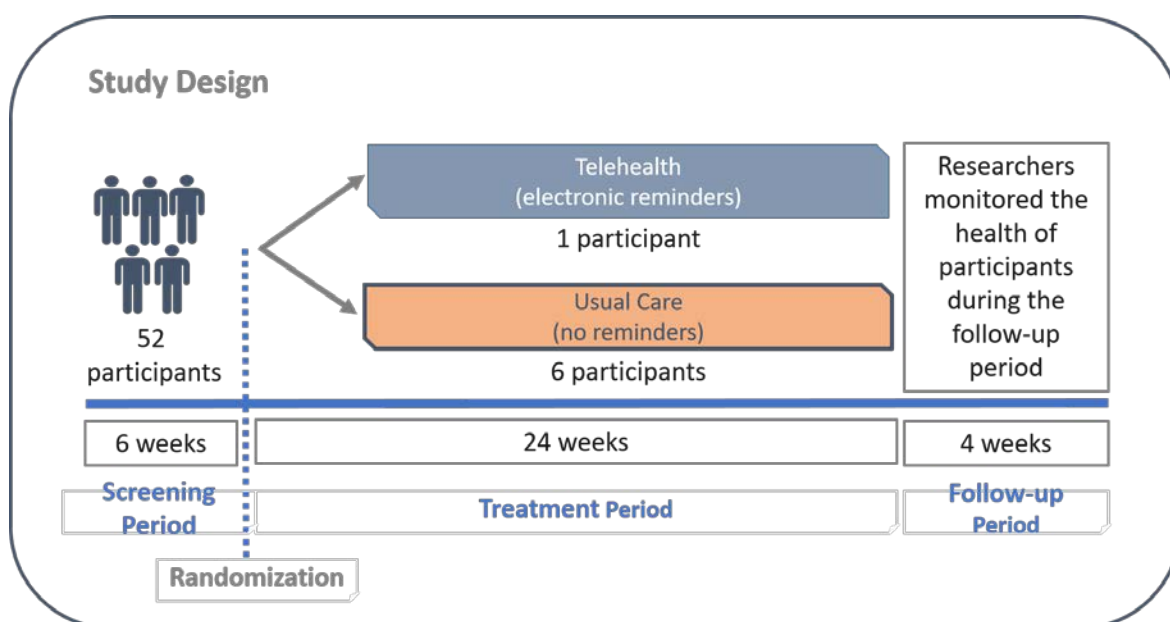 Study Design
52
participants
Telehealth
(electronic reminders)
1 participant
Usual Care
(no reminders)
6 participants
Researchers
monitored the
health of
participants
during the
follow-up
period
6 weeks
24 weeks
4 weeks
Screening
Period
Treatment Period
Follow-up
Period
Randomization